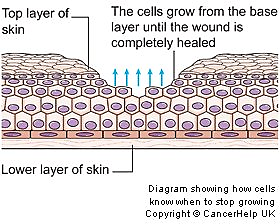 Top layer of
skin
The cells grow from the base
layer until the wound is
completely healed
Lower layer of skin
Diagram showing how cells
know when to stop growing
Copyright © CancerHelp UK